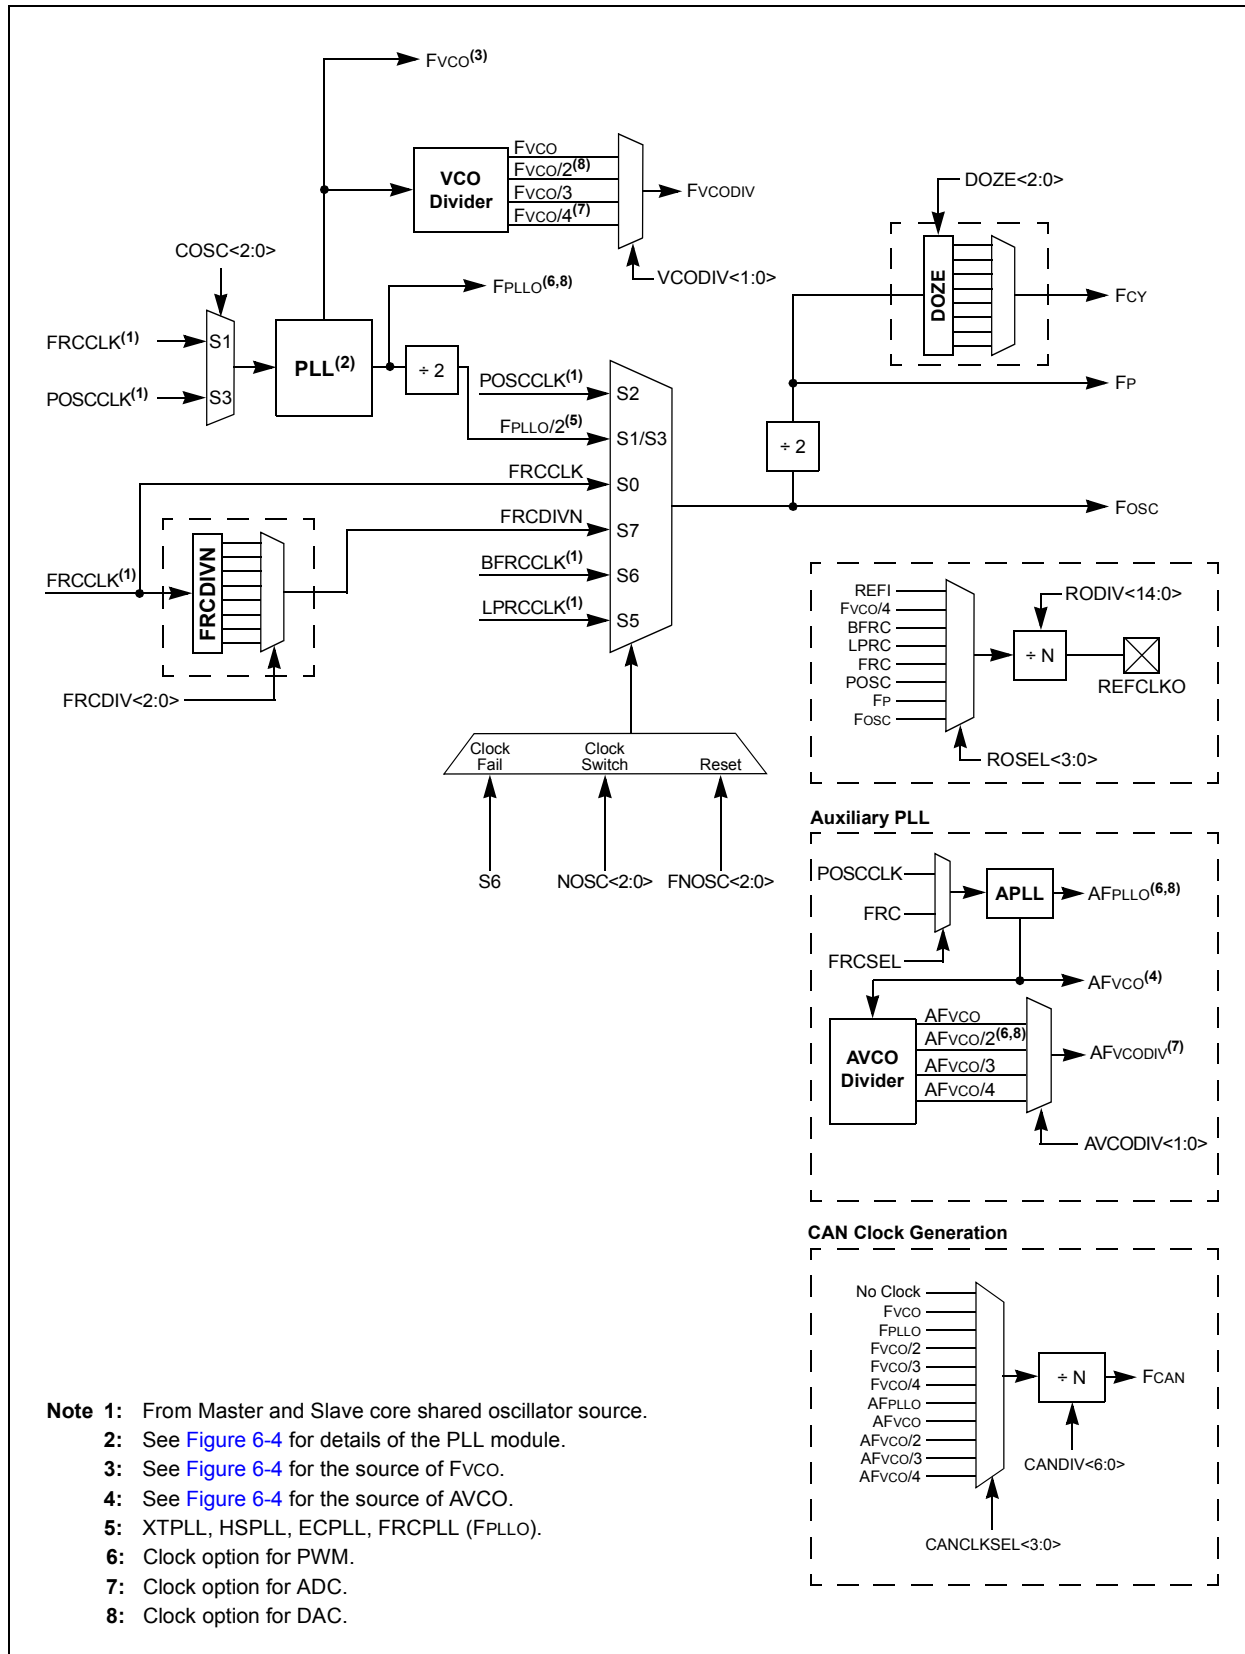 FVCO(3)
VCO
Divider
FVCO
FVCO/2(8)
FVCO/3
FVCO/4(7)
FVCODIV
VCODIV<1:0>
COSC<2:0>
FRCCLK(1)
POSCCLK(1)
S1
S3
PLL(2)
FPLLO(6,8)
÷ 2
DOZE<2:0>
DOZE
FCY
FP
÷ 2
FOSC
POSCCLK(1)
S2
FPLLO/2(5)
S1/S3
FRCCLK
S0
FRCDIVN
S7
BFRCCLK(1)
S6
LPRCCLK(1)
S5
FRCCLK(1)
FRCDIVN
FRCDIV<2:0>
Clock
Fail
Clock
Switch
Reset
S6
NOSC<2:0>
FNOSC<2:0>
REFI
FVCO/4
BFRC
LPRC
FRC
POSC
FP
FOSC
RODIV<14:0>
÷ N
REFCLKO
ROSEL<3:0>
Auxiliary PLL
POSCCLK
FRC
FRCSEL
APLL
AFPLLO(6,8)
AFVCO(4)
AVCO
Divider
AFVCO
AFVCO/2(6,8)
AFVCO/3
AFVCO/4
AFVCODIV(7)
AVCODIV<1:0>
CAN Clock Generation
No Clock
FVCO
FPLLO
FVCO/2
FVCO/3
FVCO/4
AFPLLO
AFVCO
AFVCO/2
AFVCO/3
AFVCO/4
÷ N
FCAN
CANDIV<6:0>
CANCLKSEL<3:0>
Note 1: From Master and Slave core shared oscillator source.
2: See Figure 6-4 for details of the PLL module.
3: See Figure 6-4 for the source of FVCO.
4: See Figure 6-4 for the source of AVCO.
5: XTPLL, HSPLL, ECPLL, FRCPLL (FPLLO).
6: Clock option for PWM.
7: Clock option for ADC.
8: Clock option for DAC.